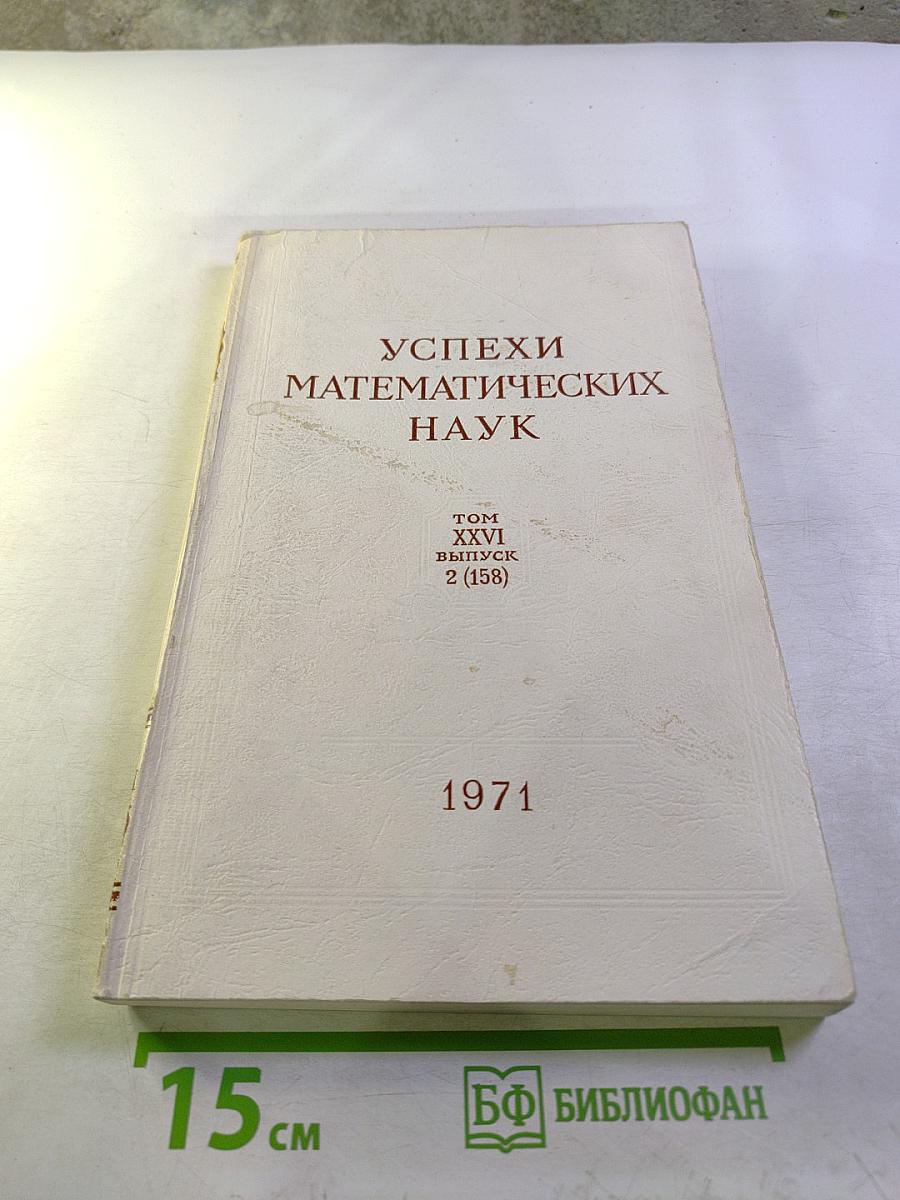 УСПЕХИ
МАТЕМАТИЧЕСКИХ
НАУК
ТОМ
XXVI
ВЫПУСК
2 (158)
1971
15 см
БФ БИБЛИОФАН